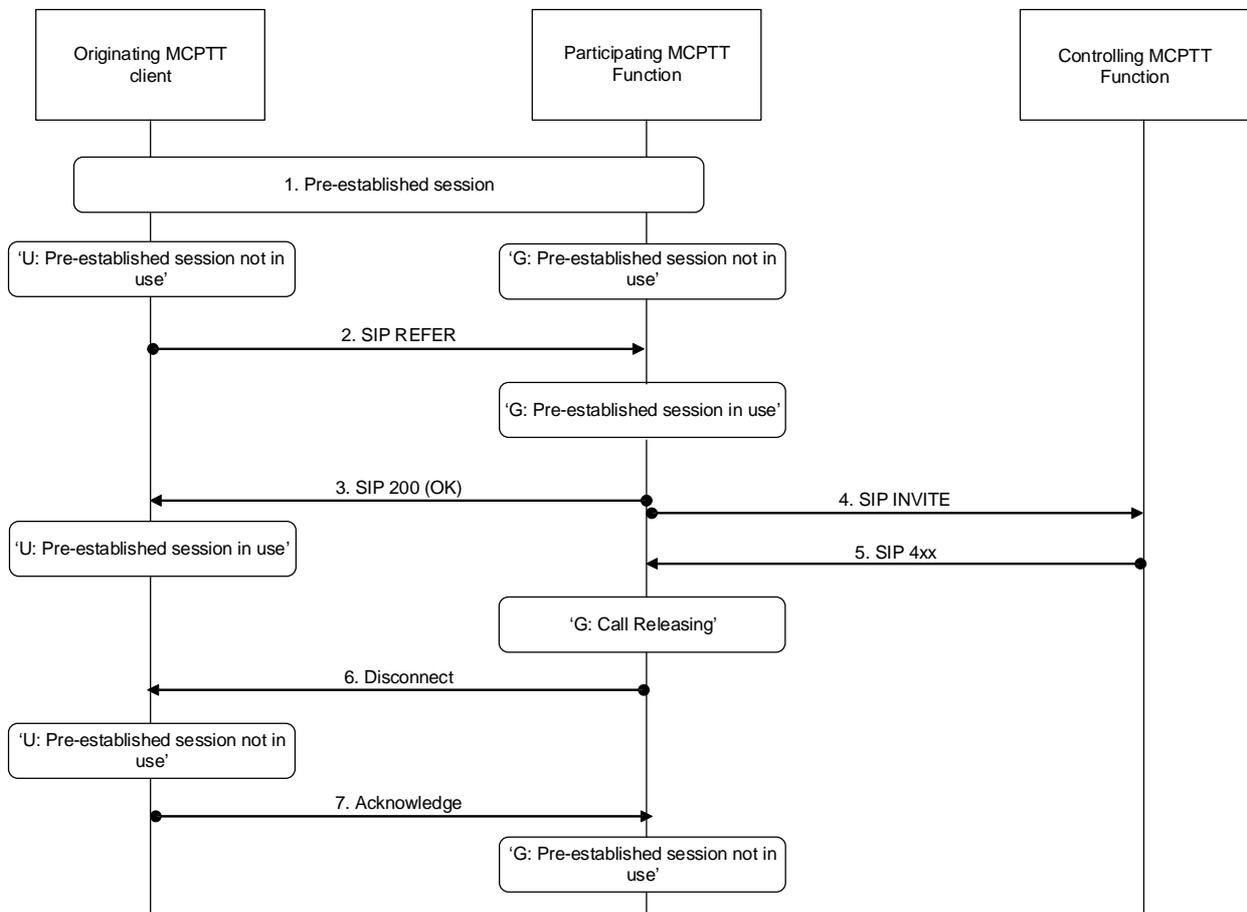 Originating MCPTT
client
Participating MCPTT
Function
Controlling MCPTT
Function
1. Pre-established session
‘U: Pre-established session not in
use’
‘G: Pre-established session not in
use’
2. SIP REFER
‘G: Pre-established session in use’
3. SIP 200 (OK)
4. SIP INVITE
‘U: Pre-established session in use’
5. SIP 4xx
‘G: Call Releasing’
6. Disconnect
‘U: Pre-established session not in
use’
7. Acknowledge
‘G: Pre-established session not in
use’